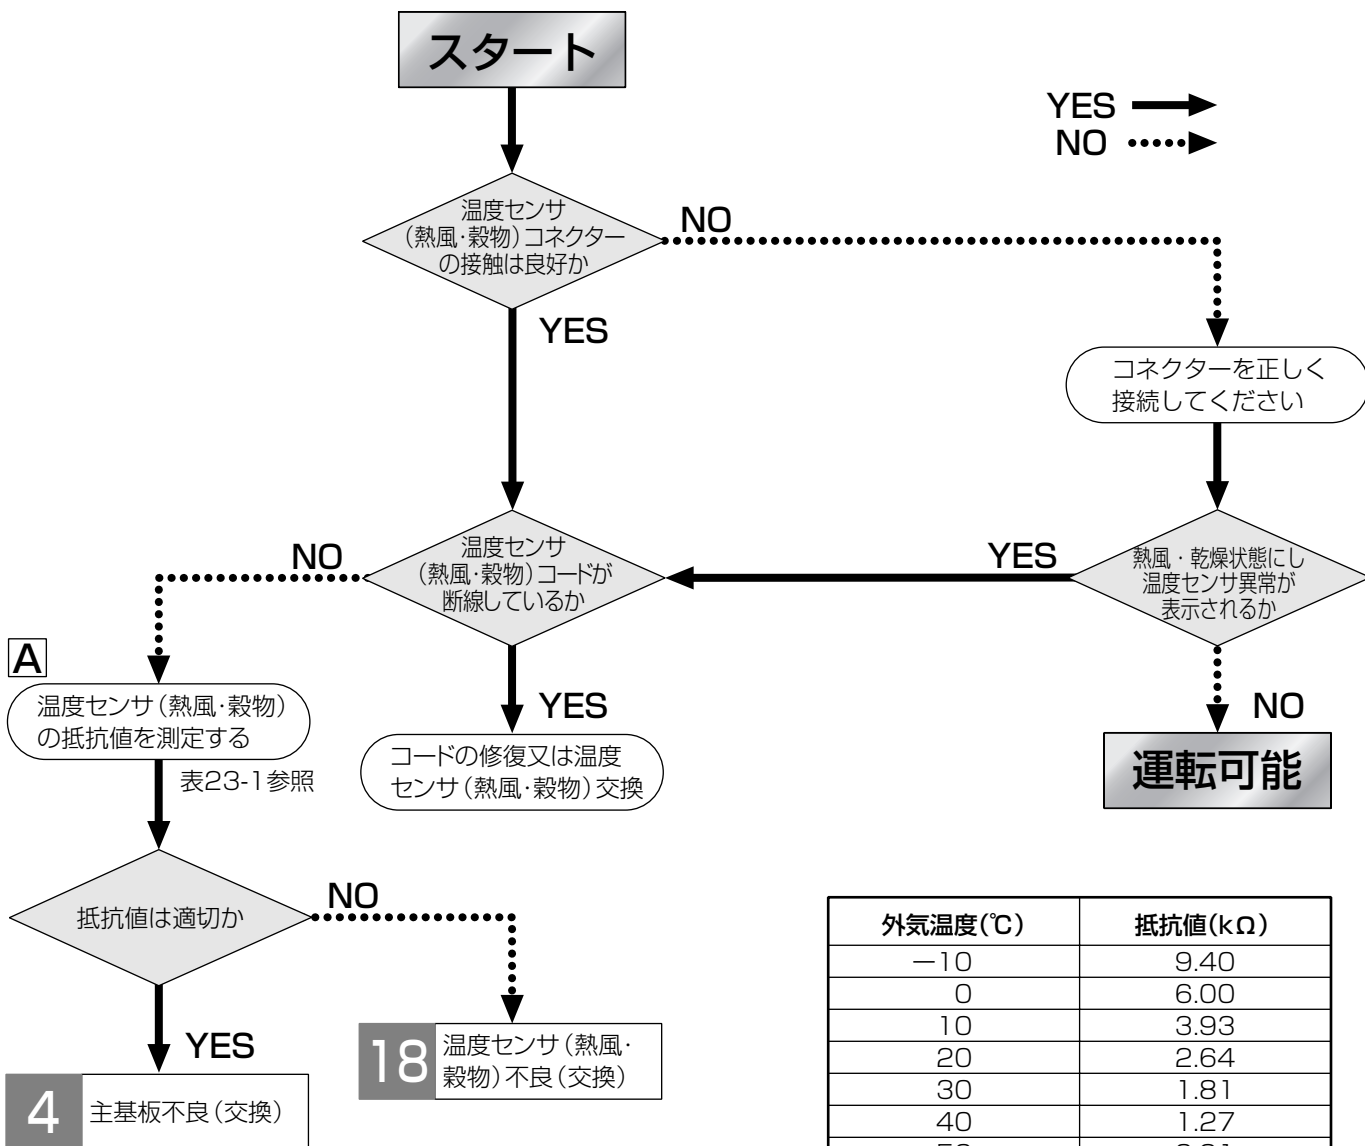 スタート
YES
NO
温度センサ
(熱風・穀物)コネクター
の接触は良好か
NO
YES
コネクターを正しく
接続してください
温度センサ
(熱風・穀物)コードが
断線しているか
NO
YES
熱風・乾燥状態にし
温度センサ異常が
表示されるか
YES
NO
運転可能
A
温度センサ(熱風・穀物)
の抵抗値を測定する
表23-1参照
コードの修復又は温度
センサ(熱風・穀物)交換
抵抗値は適切か
NO
YES
18 温度センサ(熱風・
穀物)不良(交換)
4 主基板不良(交換)
外気温度(℃) 抵抗値(kΩ)
−10 9.40
0 6.00
10 3.93
20 2.64
30 1.81
40 1.27